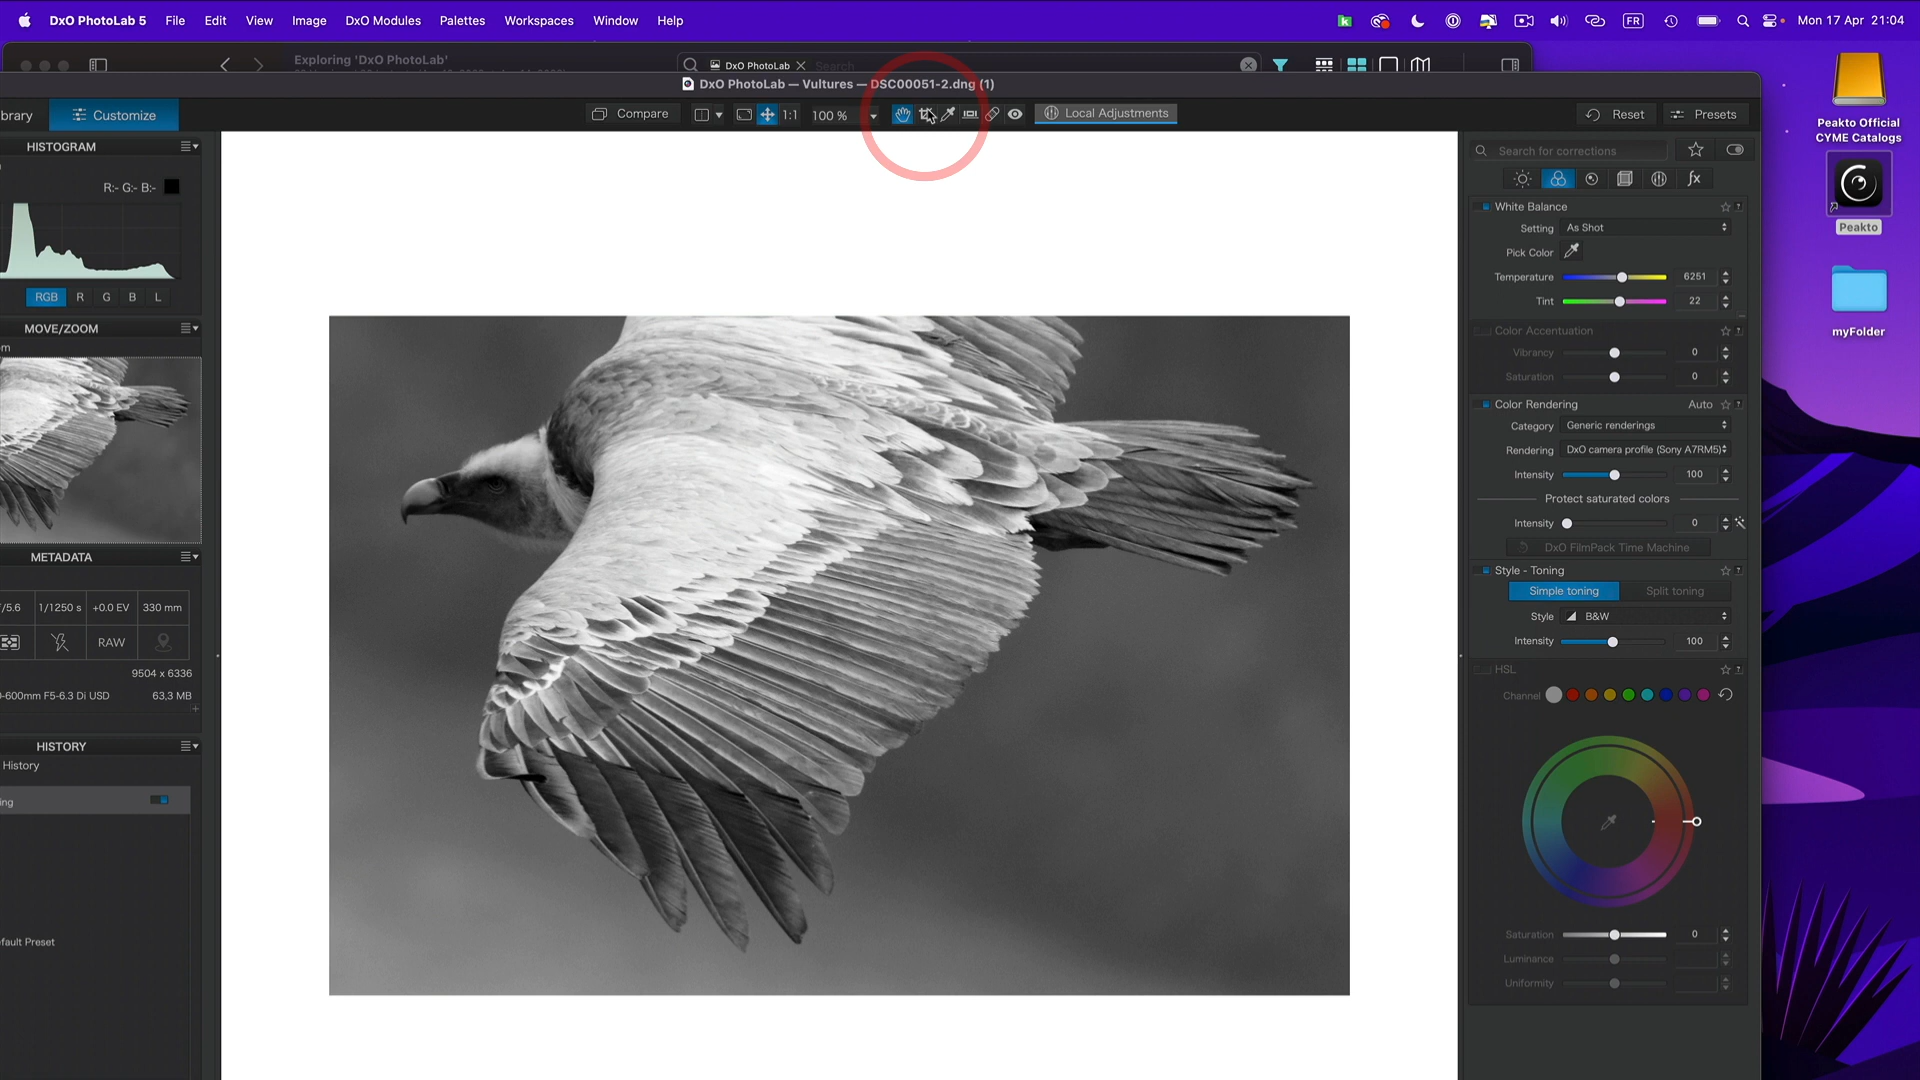 DxO PhotoLab 5 File Edit View Image DxO Modules Palettes Workspaces Window Help FR Mon 17 Apr 21:04
Exploring 'DxO PhotoLab'
DxO PhotoLab Search
DxO PhotoLab — Vultures — DSC00051-2.dng (1)
brary Customize
Compare 1:1 100 % Local Adjustments
Reset Presets
HISTOGRAM
R:- G:- B:-
RGB R G B L
MOVE/ZOOM
m
METADATA
/5.6 1/1250 s +0.0 EV 330 mm
RAW
9504 x 6336
-600mm F5-6.3 Di USD 63,3 MB
HISTORY
History
ing
efault Preset
Search for corrections
fx
White Balance
Setting As Shot
Pick Color
Temperature 6251
Tint 22
Color Accentuation
Vibrancy 0
Saturation 0
Color Rendering Auto
Category Generic renderings
Rendering DxO camera profile (Sony A7RM5)
Intensity 100
Protect saturated colors
Intensity 0
DxO FilmPack Time Machine
Style - Toning
Simple toning Split toning
Style B&W
Intensity 100
HSL
Channel
Saturation 0
Luminance
Uniformity
Peakto Official
CYME Catalogs
Peakto
myFolder